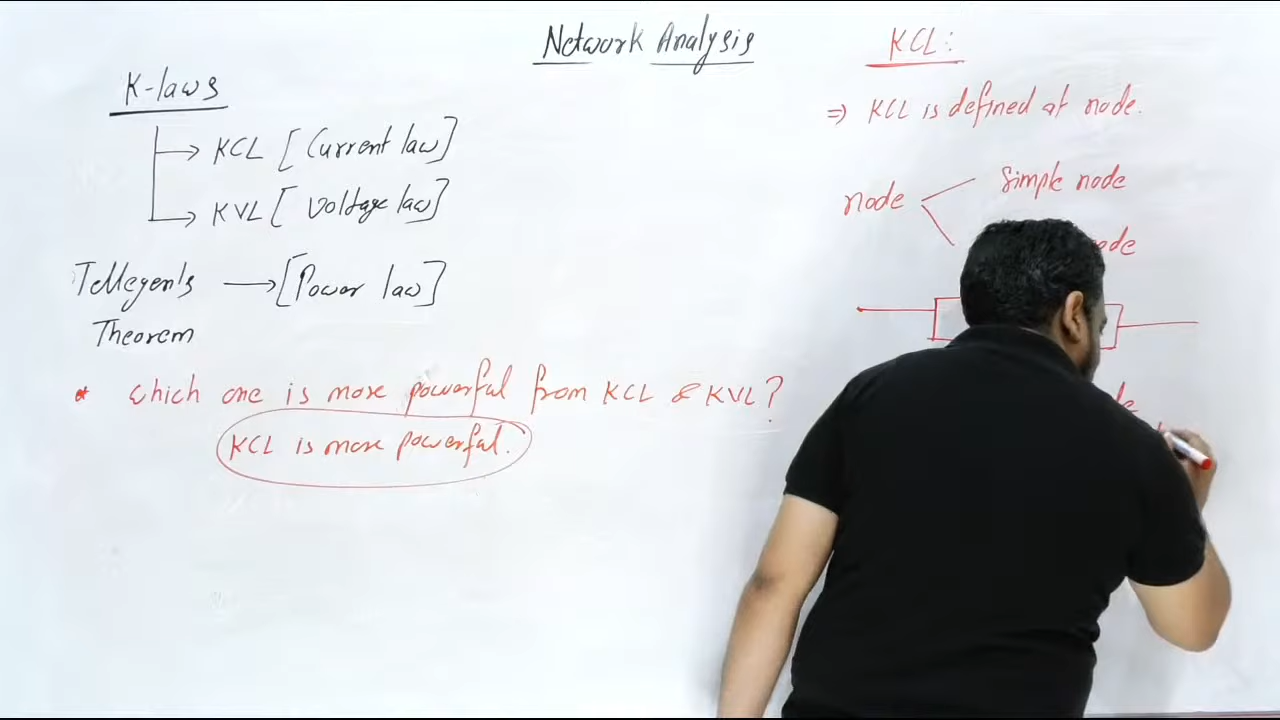 Network Analysis
K-laws
KCL [Current law]
KVL [Voltage law]
Tellegen's → [Power law]
Theorem
* Which one is more powerful from KCL & KVL?
KCL is more powerful.
KCL:
⇒ KCL is defined at node.
node
Simple node